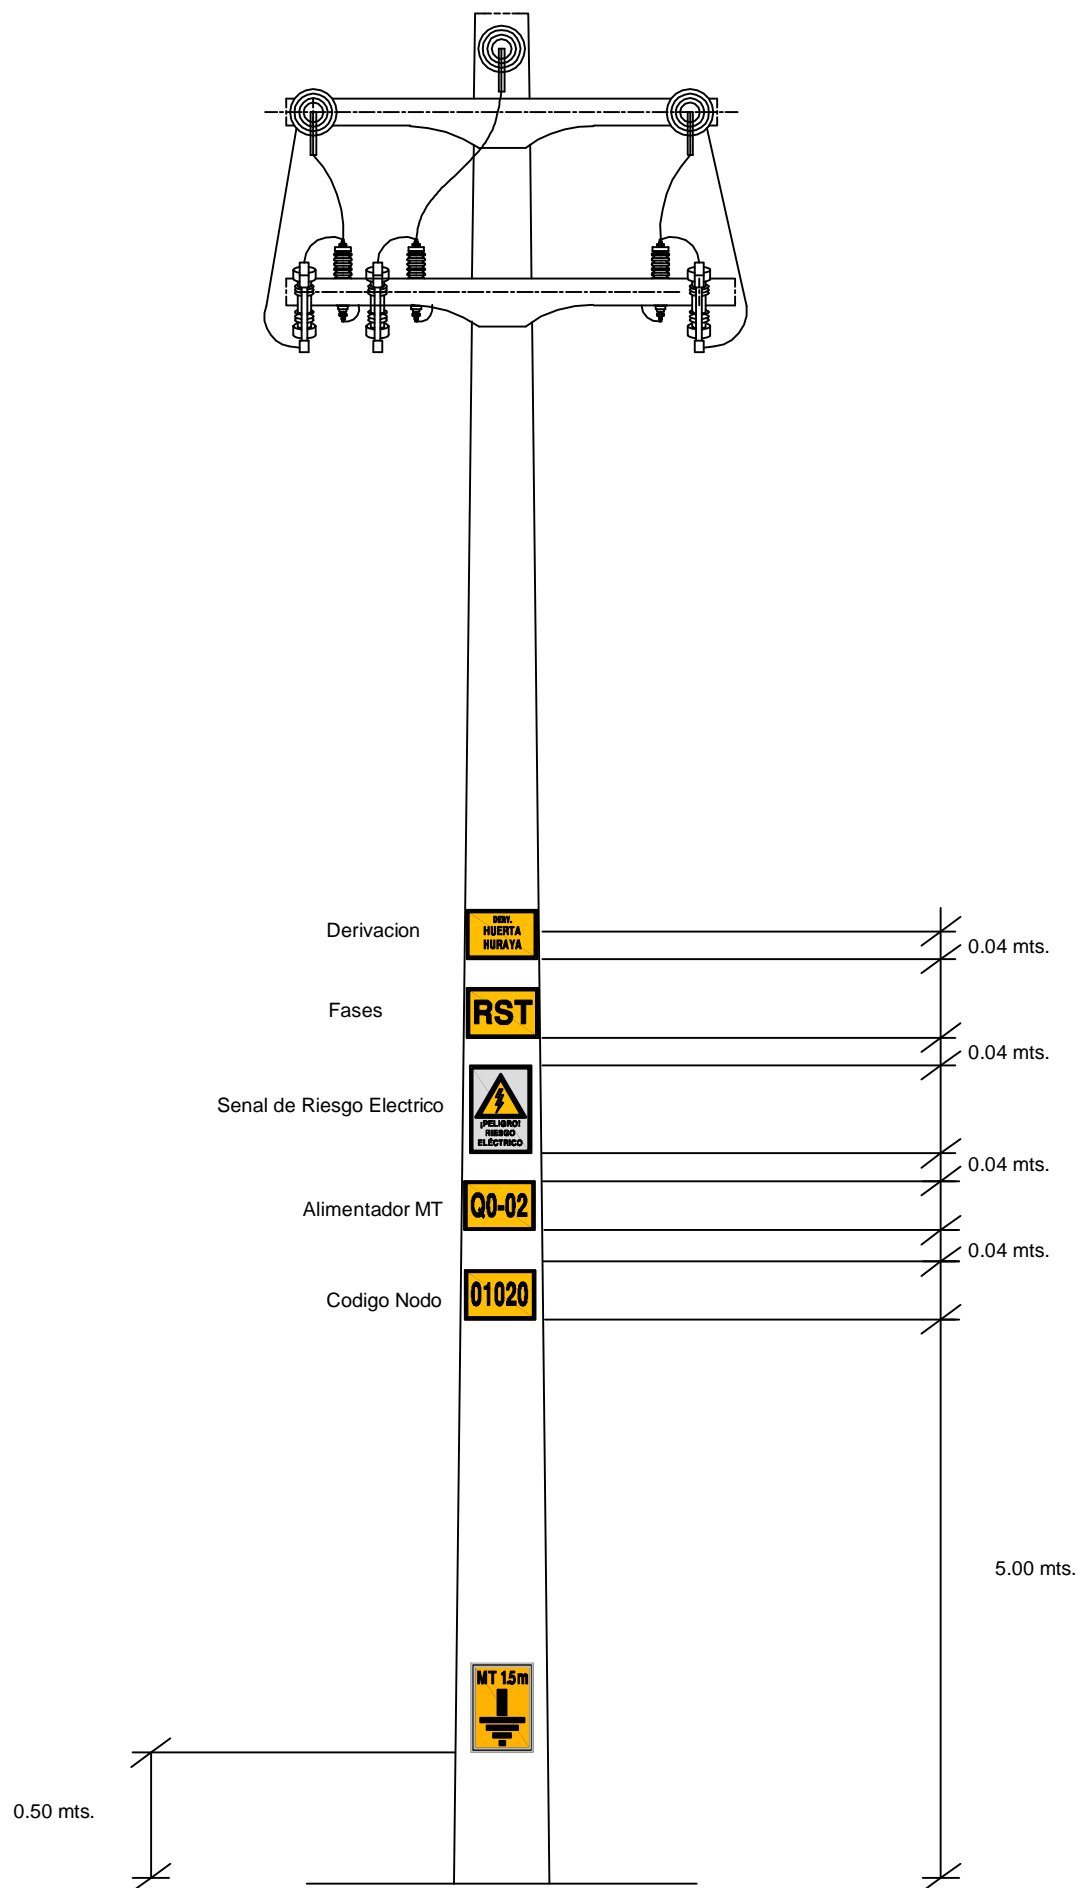 Derivacion
DERY.
HUERTA
HURAYA
0.04 mts.
Fases
RST
0.04 mts.
Senal de Riesgo Electrico
¡PELIGRO!
RIESGO
ELÉCTRICO
0.04 mts.
Alimentador MT
Q0-02
0.04 mts.
Codigo Nodo
01020
5.00 mts.
MT 1.5m
0.50 mts.